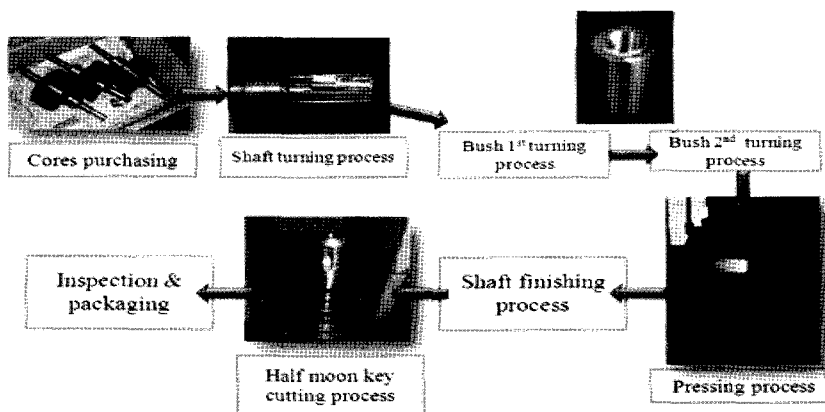 Cores purchasing
Shaft turning process
Bush 1st turning
process
Bush 2nd turning
process
Pressing process
Shaft finishing
process
Half moon key
cutting process
Inspection &
packaging